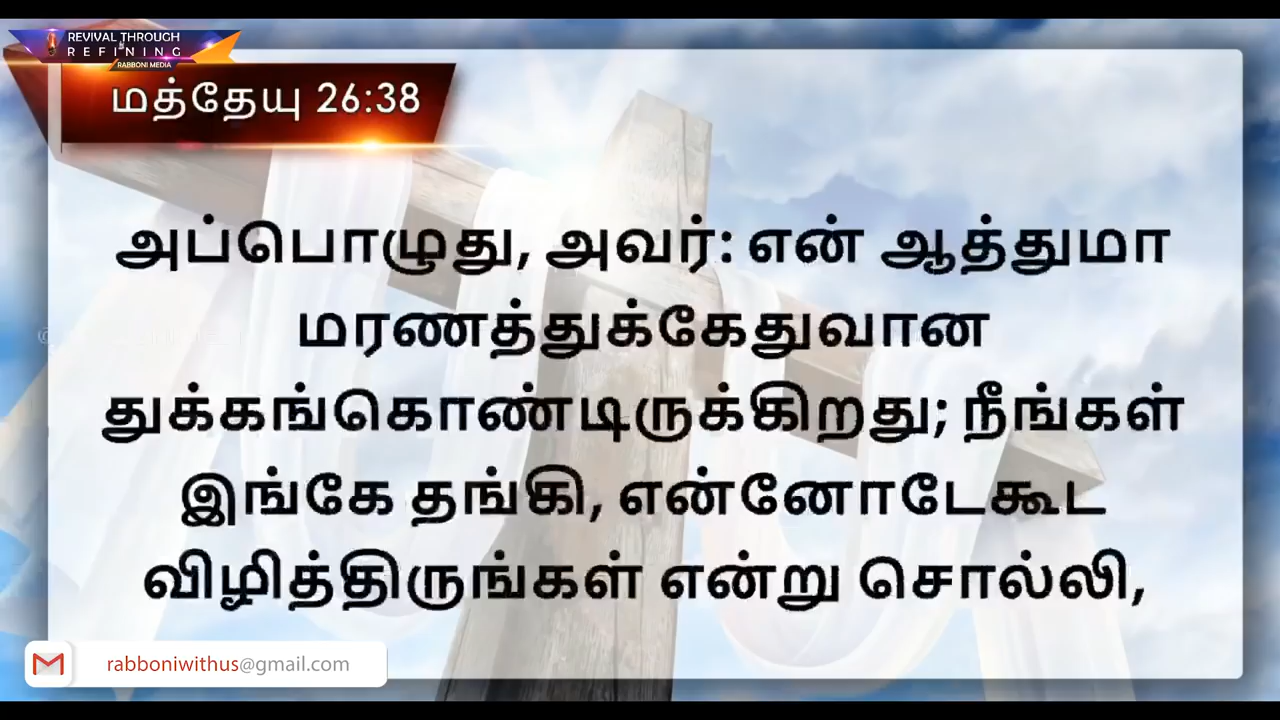 REVIVAL THROUGH
REFINING
RABBONI MEDIA
மத்தேயு 26:38
அப்பொழுது, அவர்: என் ஆத்துமா
மரணத்துக்கேதுவான
துக்கங்கொண்டிருக்கிறது; நீங்கள்
இங்கே தங்கி, என்னோடேகூட
விழித்திருங்கள் என்று சொல்லி,
rabboniwithus@gmail.com